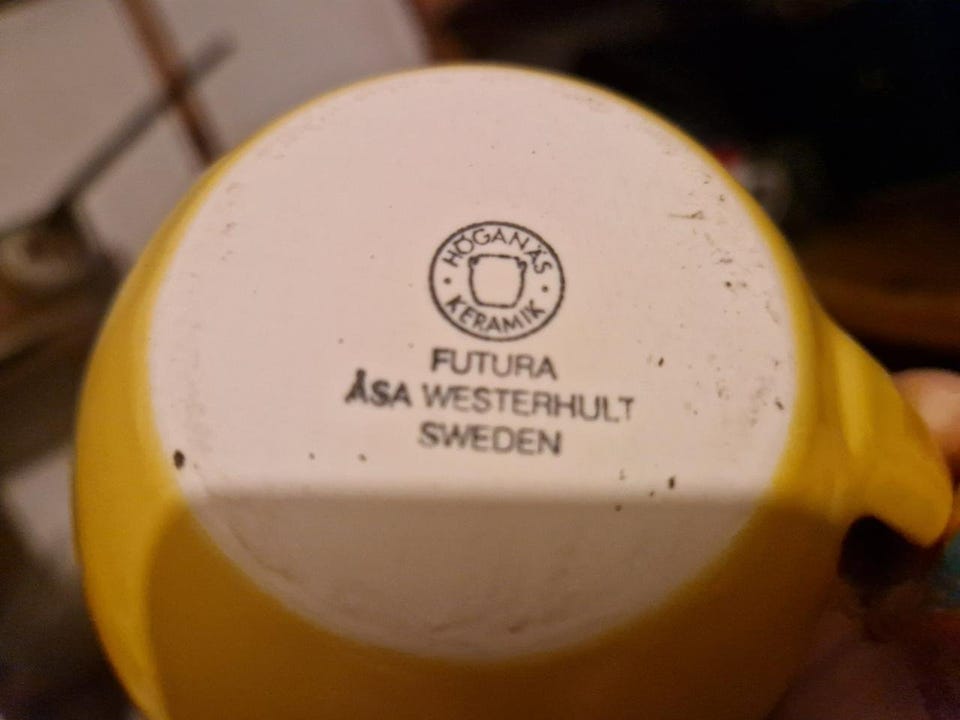 HÖGANÄS
KERAMIK
FUTURA
ÅSA WESTERHULT
SWEDEN